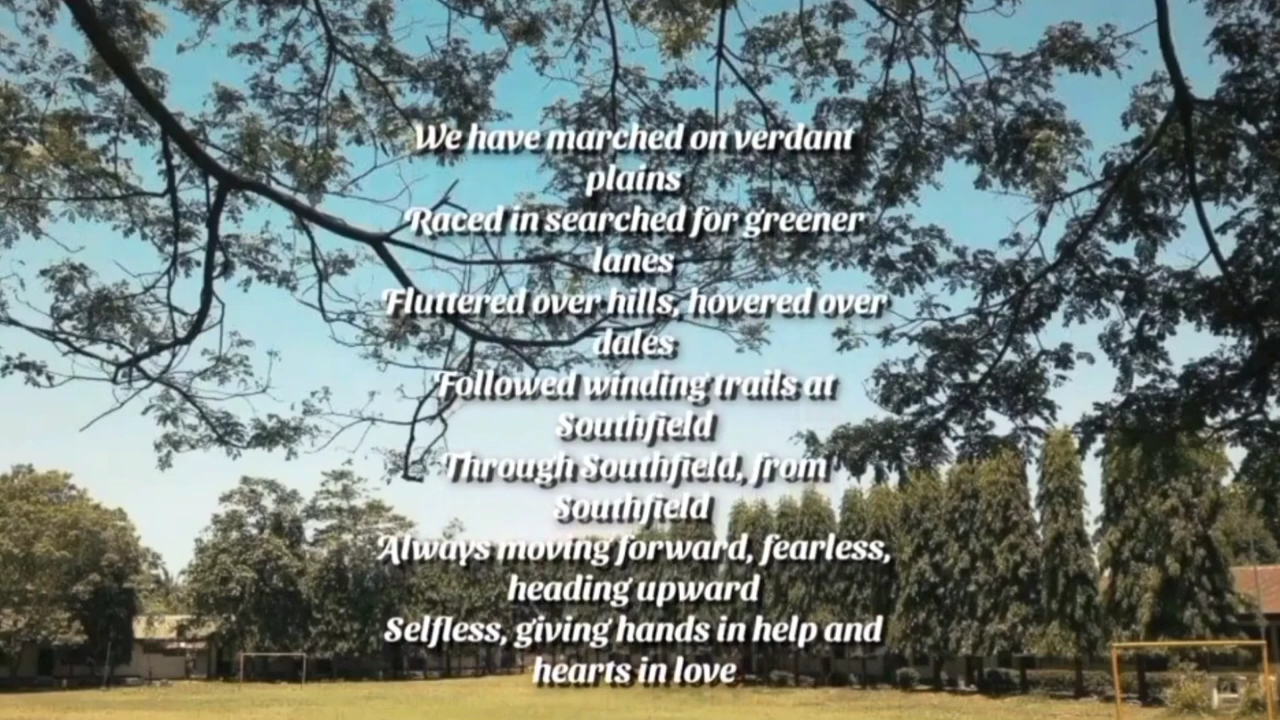 We have marched on verdant
plains
Raced in searched for greener
lanes
Fluttered over hills, hovered over
dales
Followed winding trails at
Southfield
Through Southfield, from
Southfield
Always moving forward, fearless,
heading upward
Selfless, giving hands in help and
hearts in love